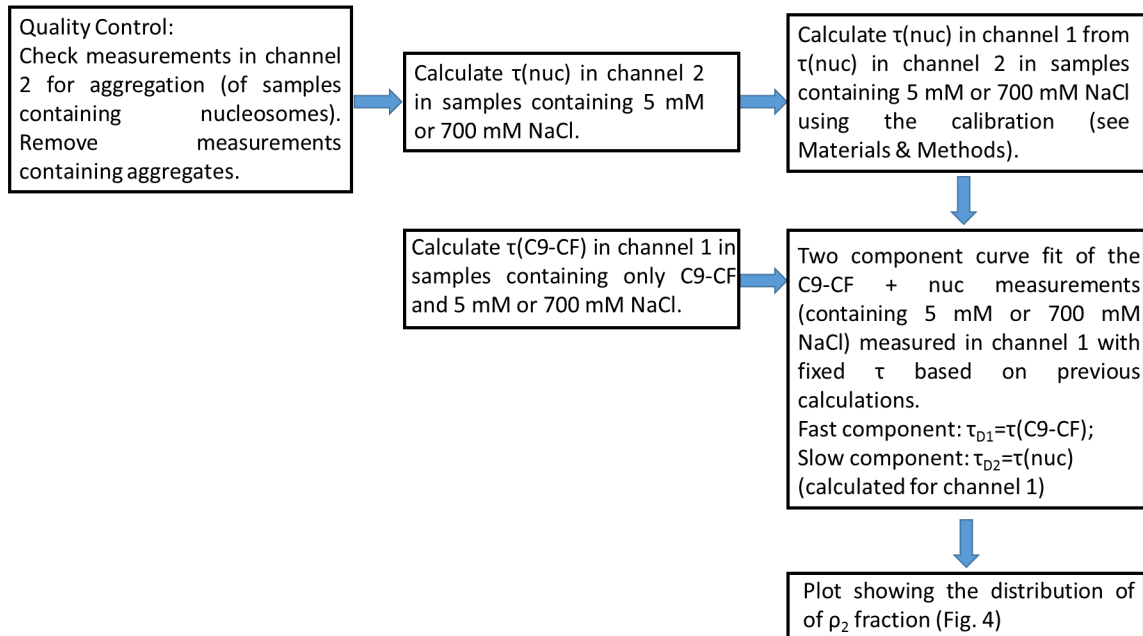 Quality Control:
Check measurements in channel
2 for aggregation (of samples
containing nucleosomes).
Remove measurements
containing aggregates.
Calculate τ(nuc) in channel 2
in samples containing 5 mM
or 700 mM NaCl.
Calculate τ(nuc) in channel 1 from
τ(nuc) in channel 2 in samples
containing 5 mM or 700 mM NaCl
using the calibration (see
Materials & Methods).
Calculate τ(C9-CF) in channel 1 in
samples containing only C9-CF
and 5 mM or 700 mM NaCl.
Two component curve fit of the
C9-CF + nuc measurements
(containing 5 mM or 700 mM
NaCl) measured in channel 1 with
fixed τ based on previous
calculations.
Fast component: τD1=τ(C9-CF);
Slow component: τD2=τ(nuc)
(calculated for channel 1)
Plot showing the distribution of
of ρ2 fraction (Fig. 4)